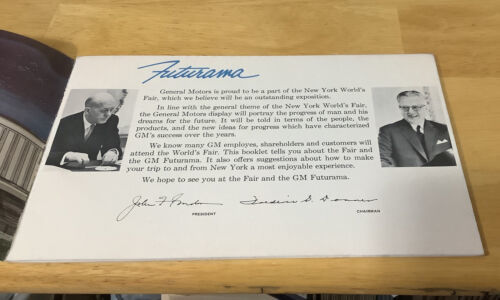 Futurama
General Motors is proud to be a part of the New York World's
Fair, which we believe will be an outstanding exposition.
In line with the general theme of the New York World's Fair,
the General Motors display will portray the progress of man and his
dreams for the future. It will be told in terms of the people, the
products, and the new ideas for progress which have characterized
GM's success over the years.
We know many GM employes, shareholders and customers will
attend the World's Fair. This booklet tells you about the Fair and
the GM Futurama. It also offers suggestions about how to make
your trip to and from New York a most enjoyable experience.
We hope to see you at the Fair and the GM Futurama.
John F. Gordon
PRESIDENT
Frederic G. Donner
CHAIRMAN